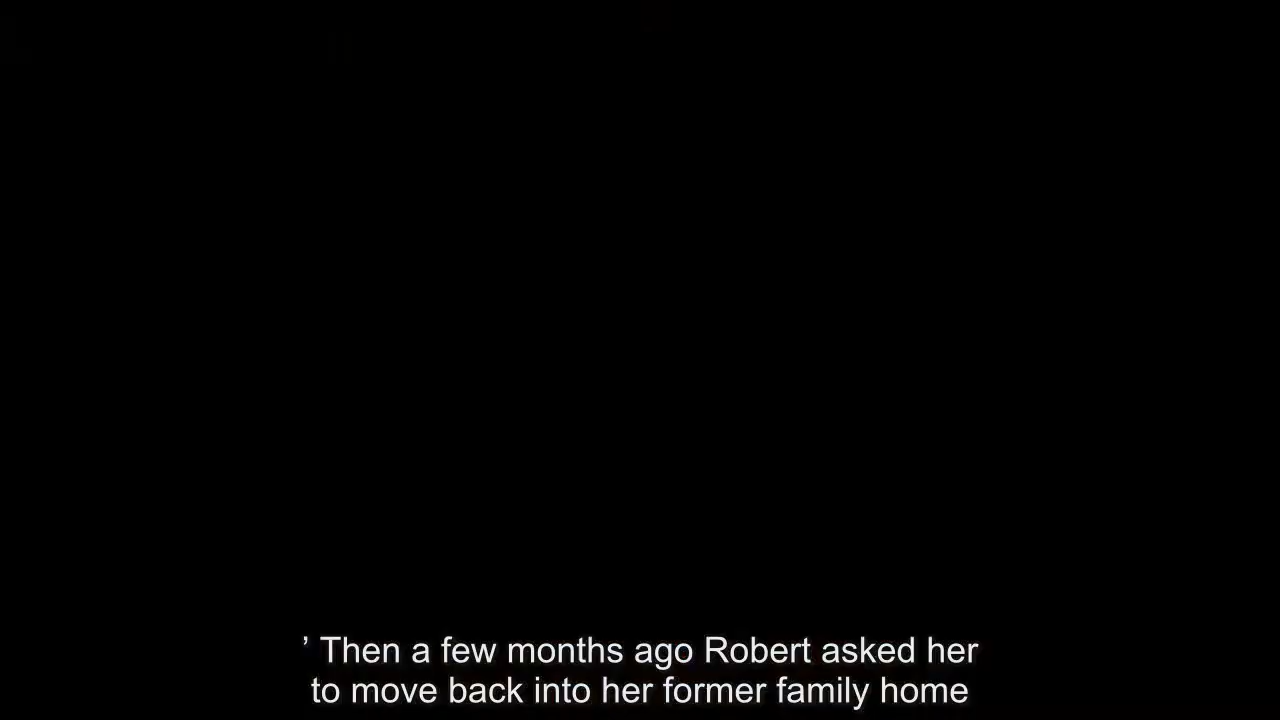 ’ Then a few months ago Robert asked her
to move back into her former family home